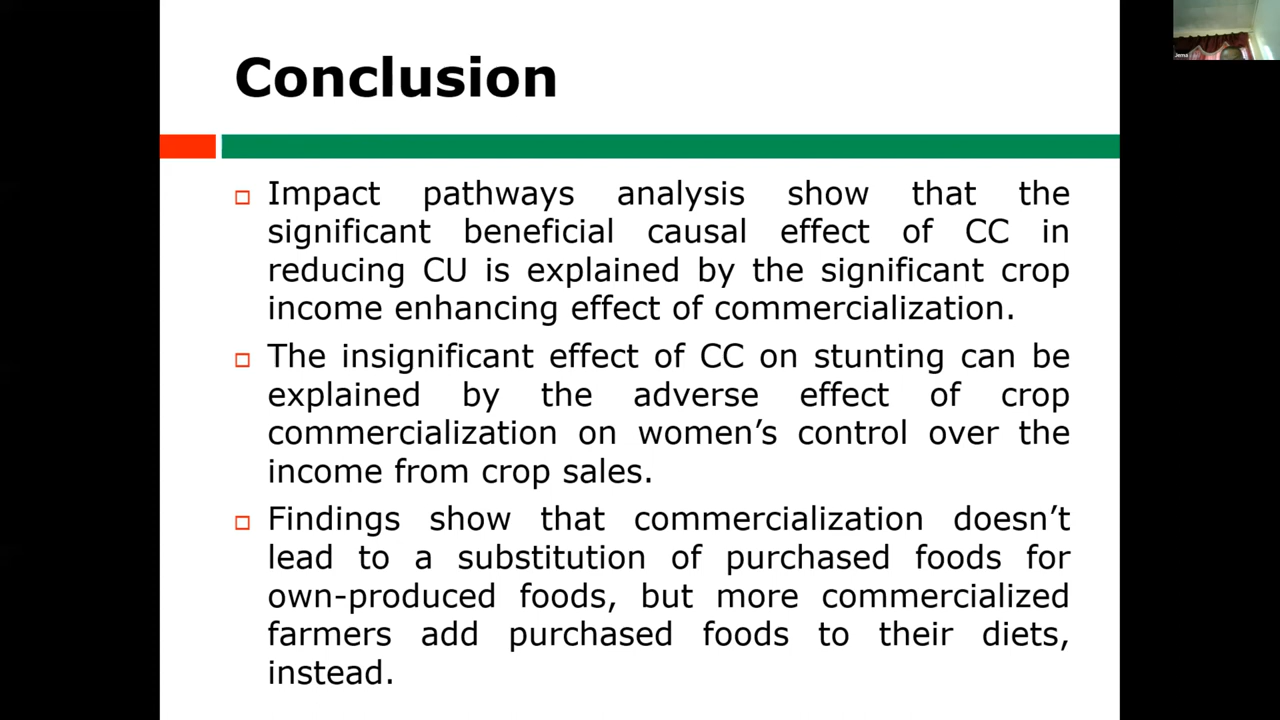 Conclusion
Impact pathways analysis show that the
significant beneficial causal effect of CC in
reducing CU is explained by the significant crop
income enhancing effect of commercialization.
The insignificant effect of CC on stunting can be
explained by the adverse effect of crop
commercialization on women’s control over the
income from crop sales.
Findings show that commercialization doesn’t
lead to a substitution of purchased foods for
own-produced foods, but more commercialized
farmers add purchased foods to their diets,
instead.